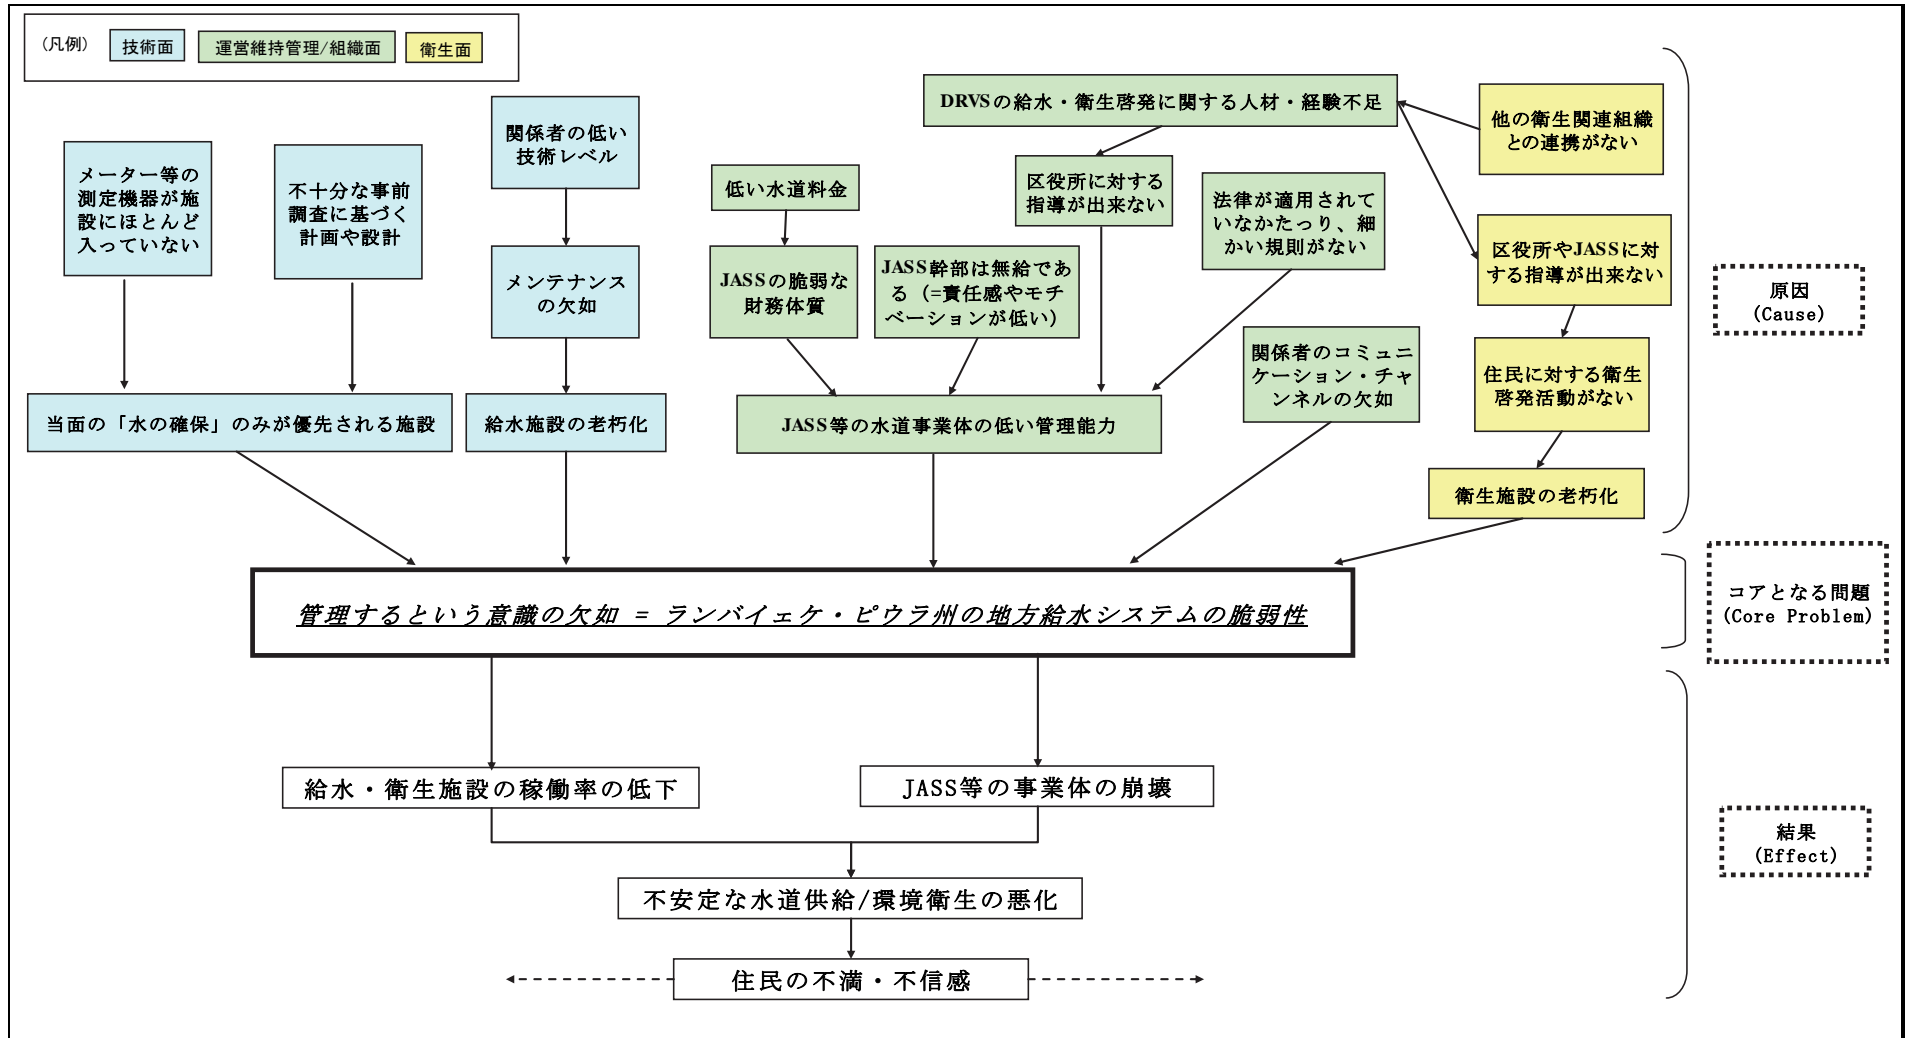 (凡例)
技術面
運営維持管理/組織面
衛生面
DRVSの給水・衛生啓発に関する人材・経験不足
他の衛生関連組織
との連携がない
関係者の低い
技術レベル
メーター等の
測定機器が施
設にほとんど
入っていない
不十分な事前
調査に基づく
計画や設計
低い水道料金
区役所に対する
指導が出来ない
法律が適用されて
いなかたっり、細
かい規則がない
区役所やJASSに対
する指導が出来ない
メンテナンス
の欠如
JASSの脆弱な
財務体質
JASS幹部は無給であ
る（=責任感やモチ
ベーションが低い）
原因
(Cause)
関係者のコミュニ
ケーション・チャ
ンネルの欠如
住民に対する衛生
啓発活動がない
当面の「水の確保」のみが優先される施設
給水施設の老朽化
JASS等の水道事業体の低い管理能力
衛生施設の老朽化
管理するという意識の欠如 = ランバイェケ・ピウラ州の地方給水システムの脆弱性
コアとなる問題
(Core Problem)
給水・衛生施設の稼働率の低下
JASS等の事業体の崩壊
結果
(Effect)
不安定な水道供給/環境衛生の悪化
住民の不満・不信感